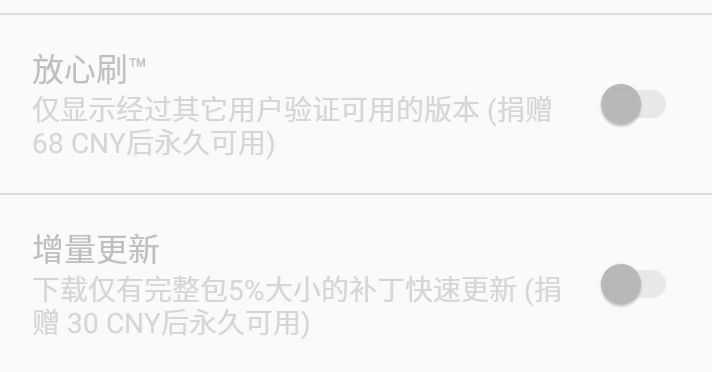 放心刷™
仅显示经过其它用户验证可用的版本 (捐赠
68 CNY后永久可用)
增量更新
下载仅有完整包5%大小的补丁快速更新 (捐
赠 30 CNY后永久可用)